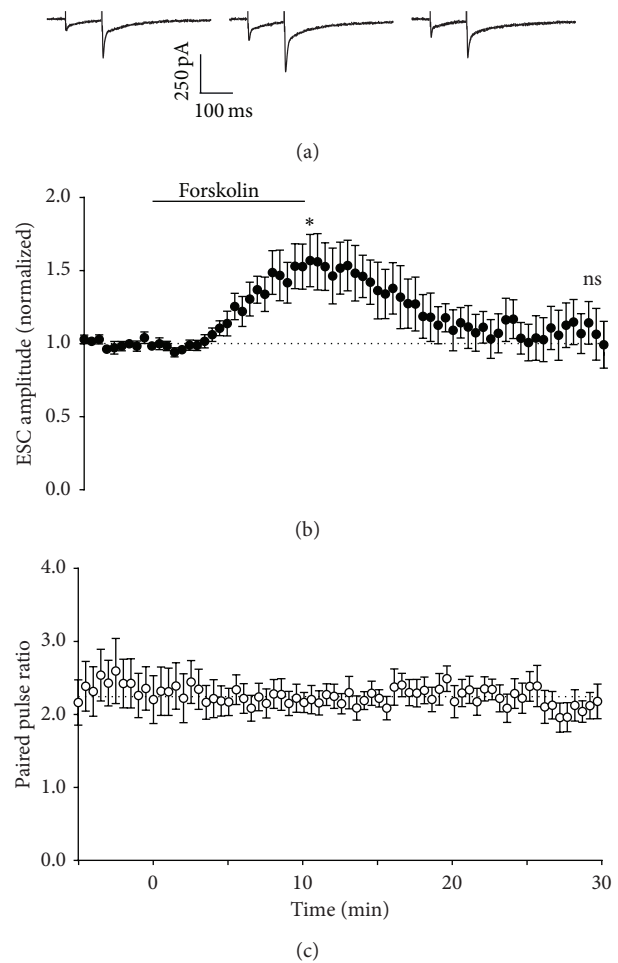 250 pA
100 ms
(a)
Forskolin
2.0
*
1.5
ns
1.0
0.5
0.0
ESC amplitude (normalized)
(b)
4.0
3.0
2.0
1.0
0.0
Paired pulse ratio
0 10 20 30
Time (min)
(c)